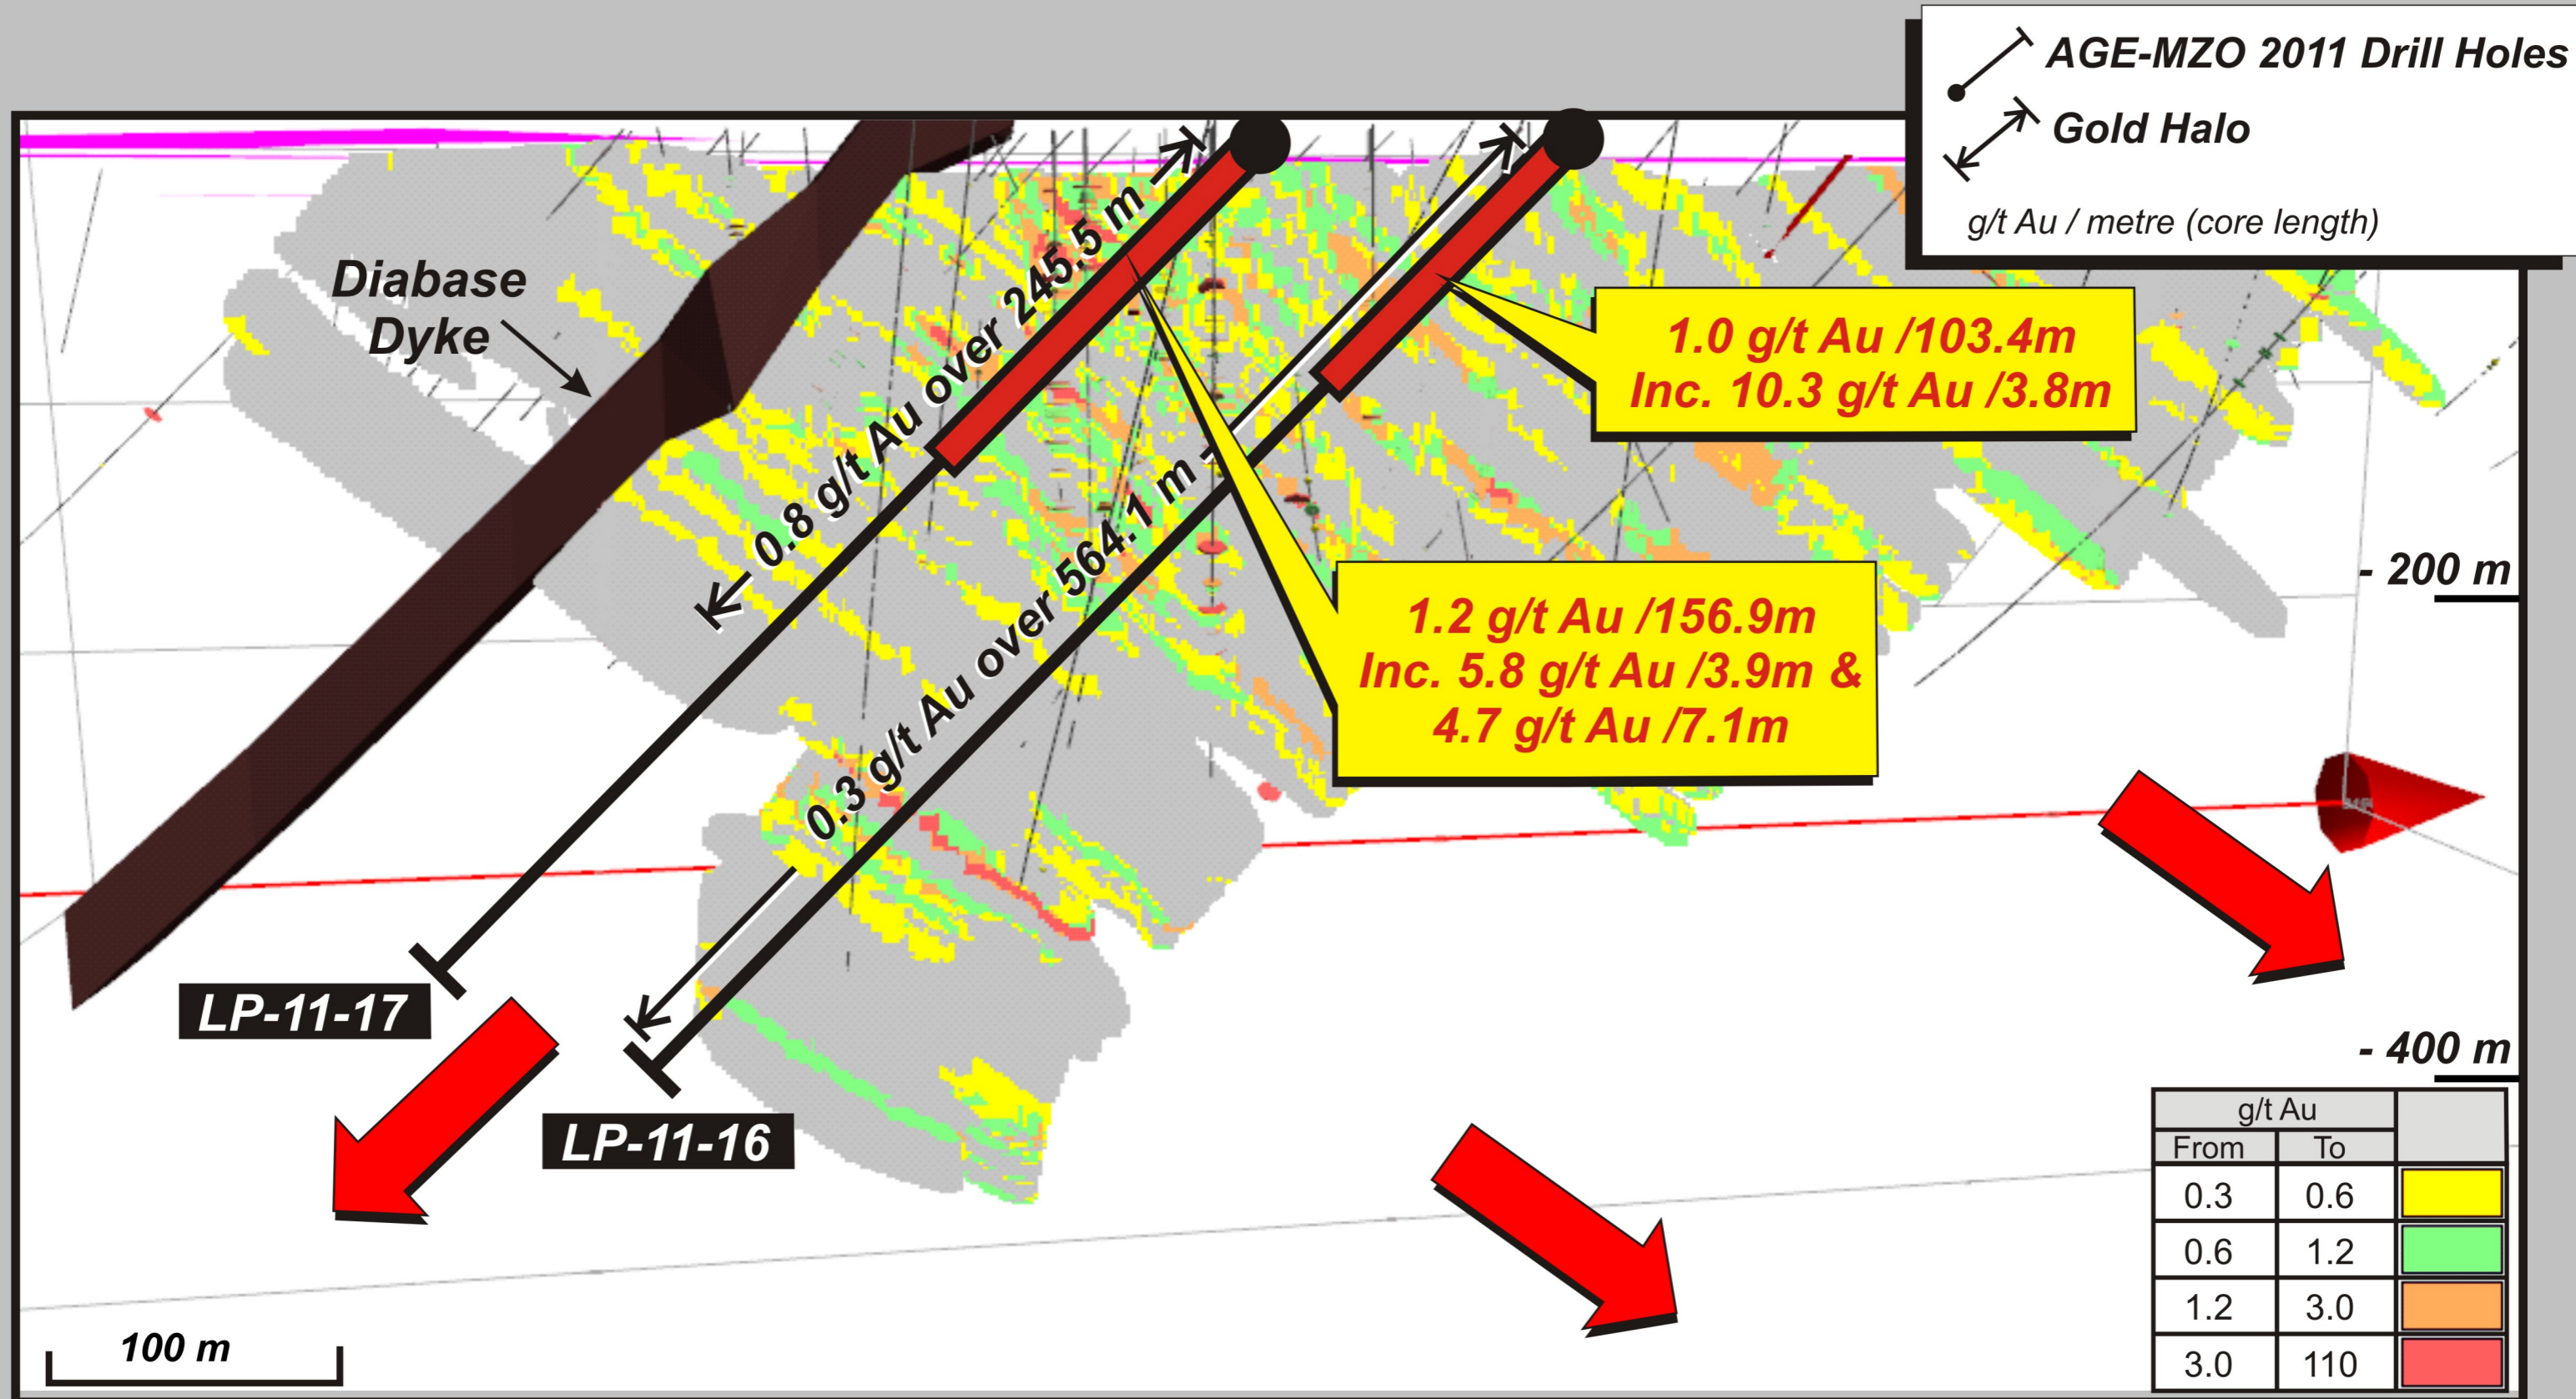 AGE-MZO 2011 Drill Holes
Gold Halo
g/t Au / metre (core length)
Diabase
Dyke
0.8 g/t Au over 245.5 m
0.3 g/t Au over 564.1 m
1.0 g/t Au /103.4m
Inc. 10.3 g/t Au /3.8m
1.2 g/t Au /156.9m
Inc. 5.8 g/t Au /3.9m &
4.7 g/t Au /7.1m
- 200 m
LP-11-17
LP-11-16
- 400 m
g/t Au
From To
0.3 0.6
0.6 1.2
1.2 3.0
3.0 110
100 m